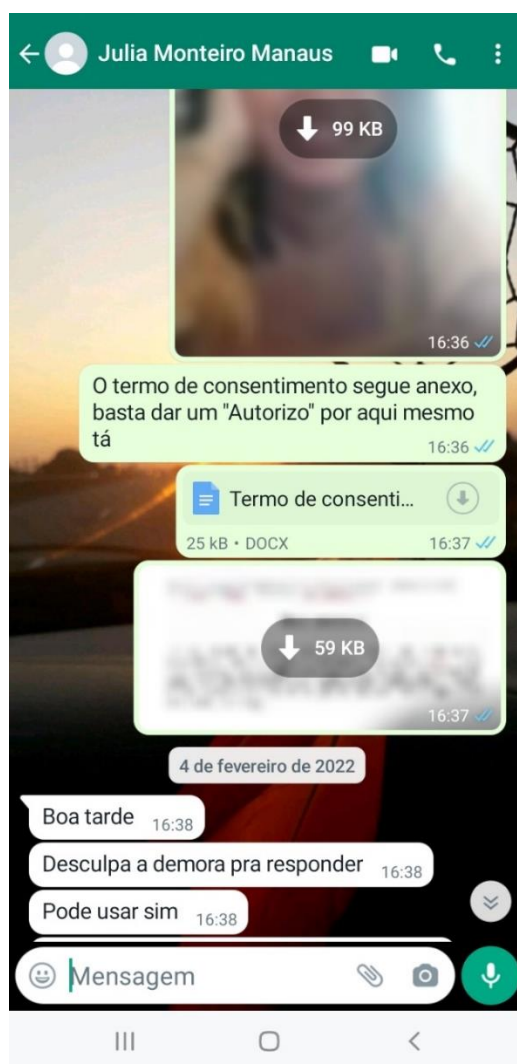 Julia Monteiro Manaus
99 KB
16:36
O termo de consentimento segue anexo,
basta dar um "Autorizo" por aqui mesmo
tá
16:36
Termo de consenti...
25 kB • DOCX
16:37
59 KB
16:37
4 de fevereiro de 2022
Boa tarde
16:38
Desculpa a demora pra responder
16:38
Pode usar sim
16:38
Mensagem